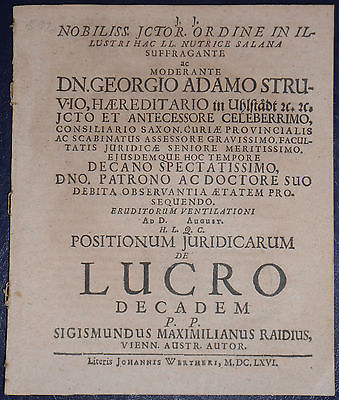 J. J.
NOBILISS. JCTOR. ORDINE IN IL-
LUSTRI HAC LL. NUTRICE SALANA
SUFFRAGANTE
ac
MODERANTE
DN. GEORGIO ADAMO STRU-
VIO, HÆREDITARIO in Uhlstädt ꝛc. ꝛc.
JCTO ET ANTECESSORE CELEBERRIMO,
CONSILIARIO SAXON. CURIÆ PROVINCIALIS
AC SCABINATUS ASSESSORE GRAVISSIMO. FACUL-
TATIS JURIDICÆ SENIORE MERITISSIMO.
EJUSDEMQUE HOC TEMPORE
DECANO SPECTATISSIMO,
DNO. PATRONO AC DOCTORE SUO
DEBITA OBSERVANTIA ÆTATEM PRO-
SEQUENDO.
ERUDITORUM VENTILATIONI
AD D. AUGUST.
H. L. Q. C.
POSITIONUM JURIDICARUM
DE
LUCRO
DECADEM
P. P.
SIGISMUNDUS MAXIMILIANUS RAIDIUS,
VIENN. AUSTR. AUTOR.
Literis JOHANNIS WERTHERI, M, DC, LXVI.